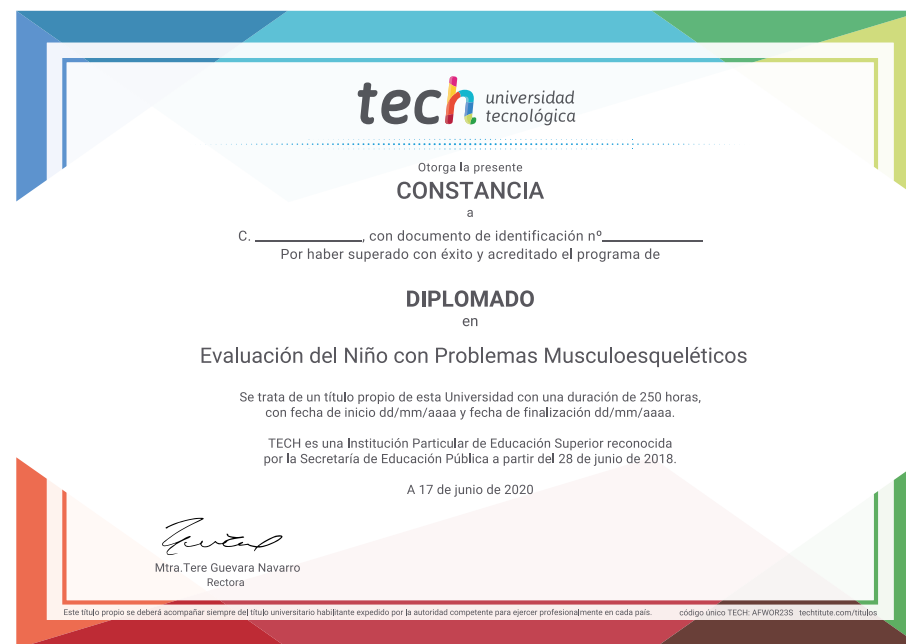 tech universidad
tecnológica
Otorga la presente
CONSTANCIA
a
C. ____________, con documento de identificación nº____________
Por haber superado con éxito y acreditado el programa de
DIPLOMADO
en
Evaluación del Niño con Problemas Musculoesqueléticos
Se trata de un título propio de esta Universidad con una duración de 250 horas,
con fecha de inicio dd/mm/aaaa y fecha de finalización dd/mm/aaaa.
TECH es una Institución Particular de Educación Superior reconocida
por la Secretaría de Educación Pública a partir del 28 de junio de 2018.
A 17 de junio de 2020
Mtra.Tere Guevara Navarro
Rectora
Este título propio se deberá acompañar siempre del título universitario habilitante expedido por la autoridad competente para ejercer profesionalmente en cada país. código único TECH: AFWOR23S techtitute.com/titulos